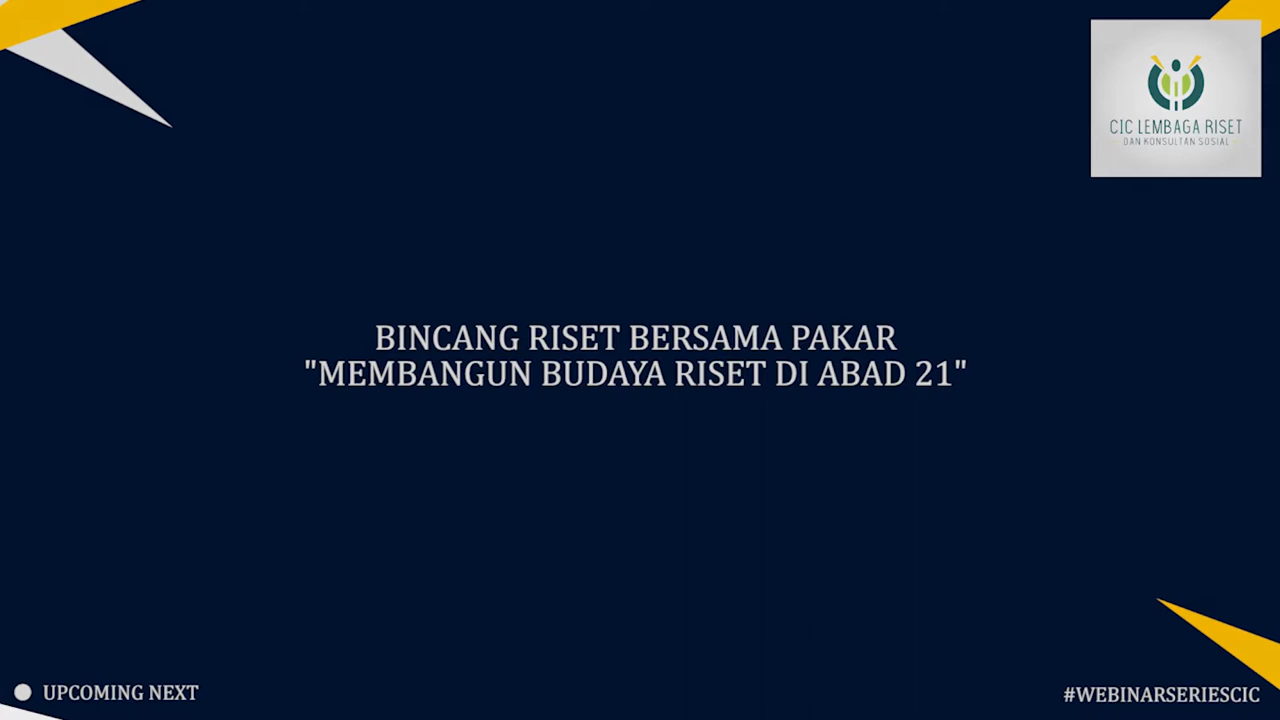 CIC LEMBAGA RISET
DAN KONSULTAN SOSIAL
BINCANG RISET BERSAMA PAKAR
"MEMBANGUN BUDAYA RISET DI ABAD 21"
UPCOMING NEXT
#WEBINARSERIESCIC